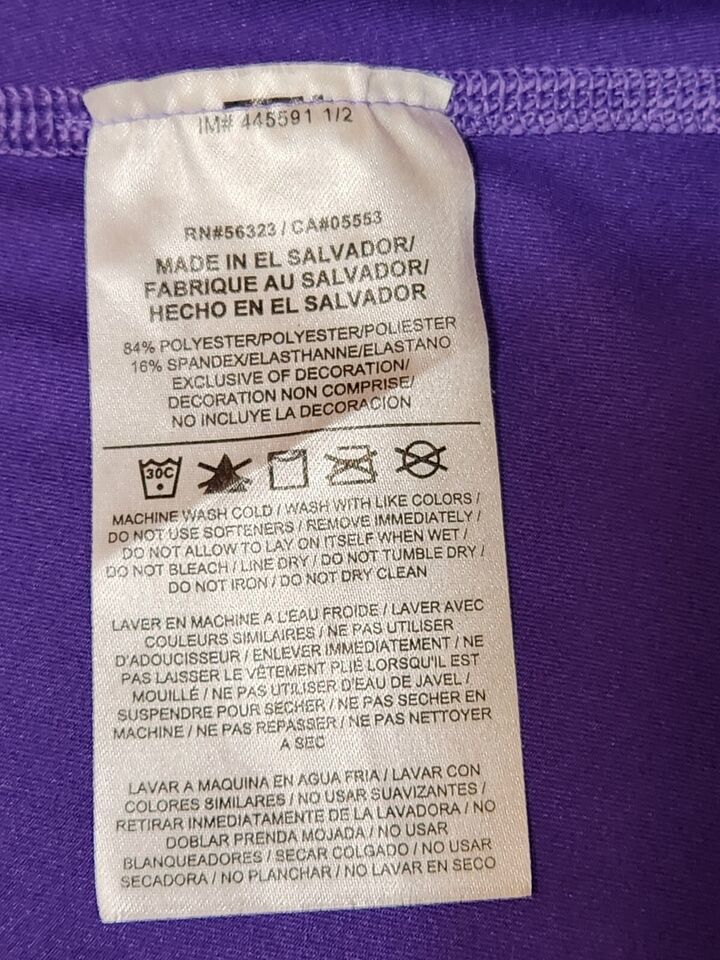 IM# 445591 1/2
RN#56323 / CA#05553
MADE IN EL SALVADOR/
FABRIQUE AU SALVADOR/
HECHO EN EL SALVADOR
84% POLYESTER/POLYESTER/POLIESTER
16% SPANDEX/ELASTHANNE/ELASTANO
EXCLUSIVE OF DECORATION/
DECORATION NON COMPRISE/
NO INCLUYE LA DECORACION
30C
MACHINE WASH COLD / WASH WITH LIKE COLORS /
DO NOT USE SOFTENERS / REMOVE IMMEDIATELY /
DO NOT ALLOW TO LAY ON ITSELF WHEN WET /
DO NOT BLEACH / LINE DRY / DO NOT TUMBLE DRY /
DO NOT IRON / DO NOT DRY CLEAN
LAVER EN MACHINE A L'EAU FROIDE / LAVER AVEC
COULEURS SIMILAIRES / NE PAS UTILISER
D'ADOUCISSEUR / ENLEVER IMMEDIATEMENT / NE
PAS LAISSER LE VÊTEMENT PLIÉ LORSQU'IL EST
MOUILLÉ / NE PAS UTILISER D'EAU DE JAVEL /
SUSPENDRE POUR SECHER / NE PAS SECHER EN
MACHINE / NE PAS REPASSER / NE PAS NETTOYER
A SEC
LAVAR A MAQUINA EN AGUA FRIA / LAVAR CON
COLORES SIMILARES / NO USAR SUAVIZANTES /
RETIRAR INMEDIATAMENTE DE LA LAVADORA / NO
DOBLAR PRENDA MOJADA / NO USAR
BLANQUEADORES / SECAR COLGADO / NO USAR
SECADORA / NO PLANCHAR / NO LAVAR EN SECO